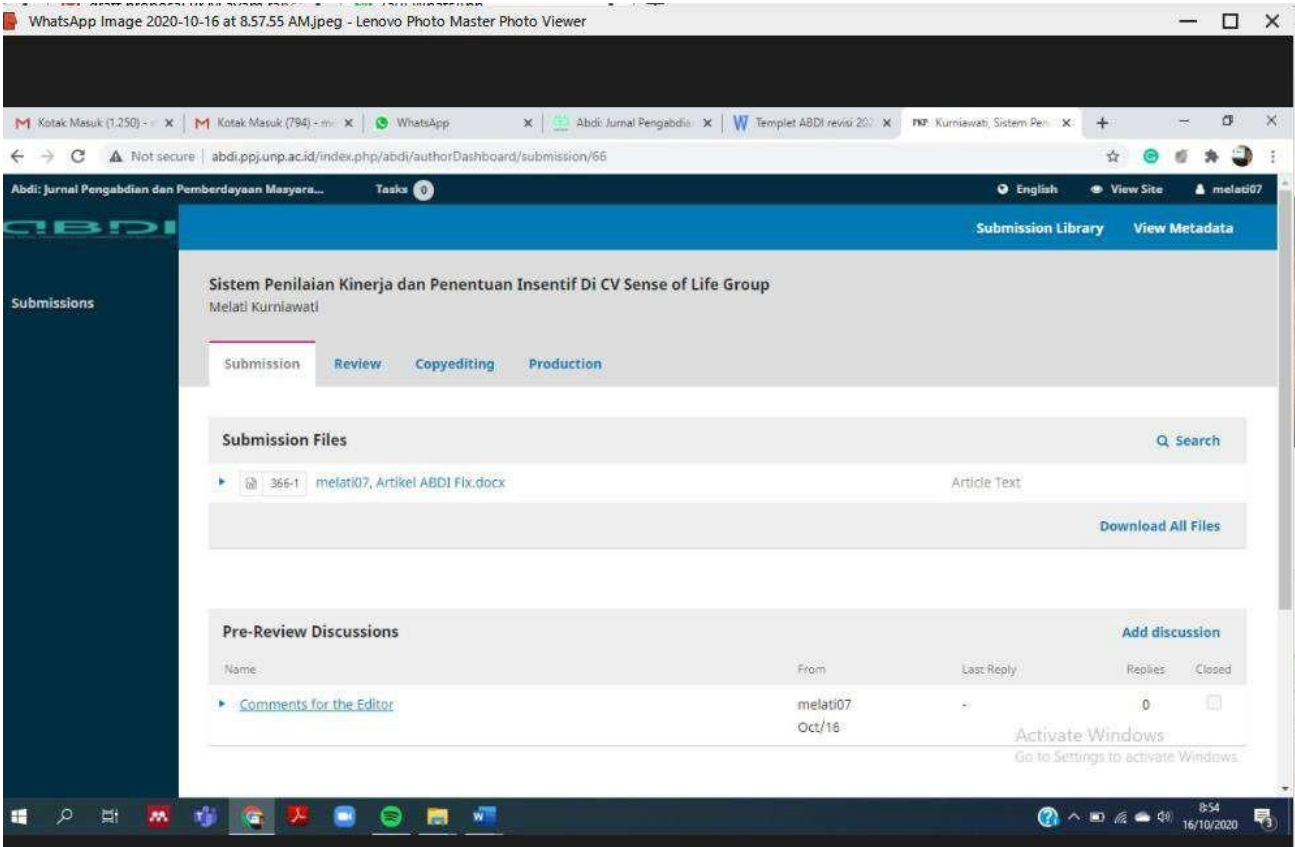 WhatsApp Image 2020-10-16 at 8.57.55 AM.jpeg - Lenovo Photo Master Photo Viewer
Kotak Masuk (1.250) -
Kotak Masuk (794) - m
WhatsApp
Abdi: Jurnal Pengabdia
Templet ABDI revisi 202
PKP Kurniawati, Sistem Pen
Not secure | abdi.ppj.unp.ac.id/index.php/abdi/authorDashboard/submission/66
Abdi: Jurnal Pengabdian dan Pemberdayaan Masyara... Tasks 0 English View Site melati07
ABDI
Submission Library View Metadata
Submissions
Sistem Penilaian Kinerja dan Penentuan Insentif Di CV Sense of Life Group
Melati Kurniawati
Submission Review Copyediting Production
Submission Files Search
366-1 melati07, Artikel ABDI Fix.docx Article Text
Download All Files
Pre-Review Discussions Add discussion
Name From Last Reply Replies Closed
Comments for the Editor melati07 - 0
Oct/16
Activate Windows
Go to Settings to activate Windows.
8:54
16/10/2020
3